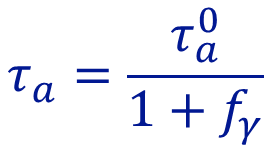 τ_a = τ_a^0 / (1 + f_γ)